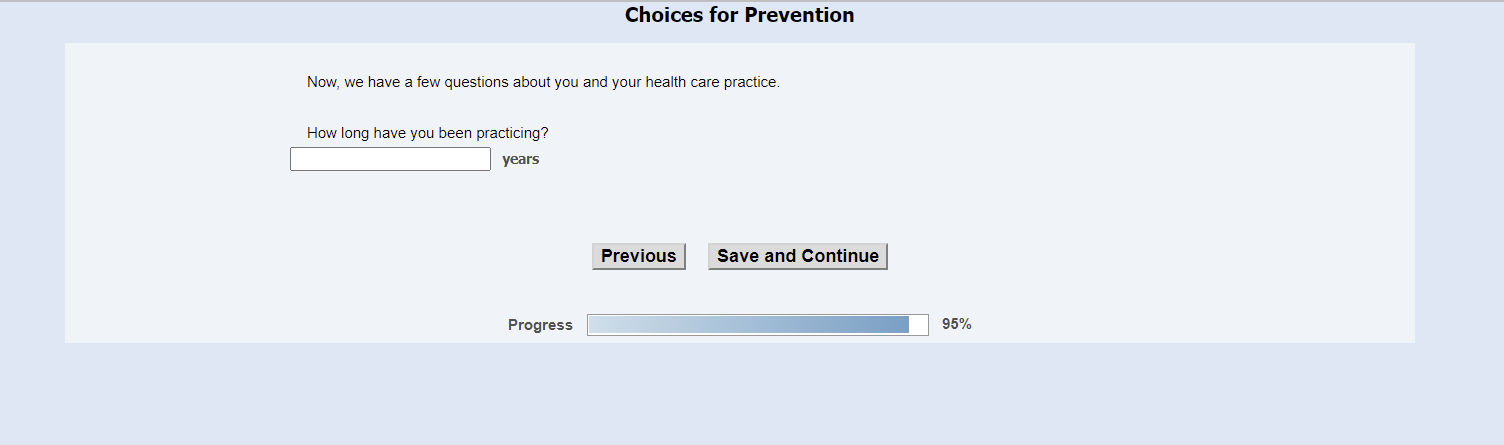 Choices for Prevention
Now, we have a few questions about you and your health care practice.
How long have you been practicing?
years
Previous Save and Continue
Progress 95%